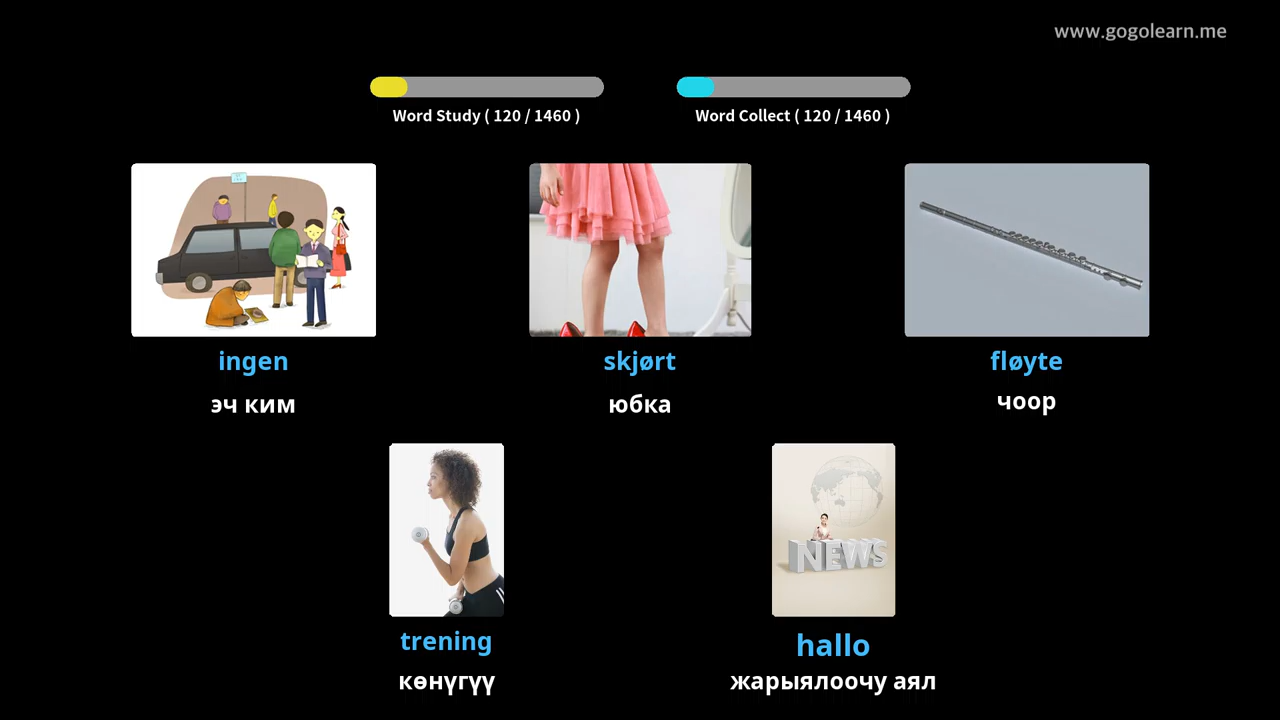 www.gogolearn.me
Word Study ( 120 / 1460 )
Word Collect ( 120 / 1460 )
ingen
skjørt
fløyte
эч ким
юбка
чоор
NEWS
trening
hallo
көнүгүү
жарыялоочу аял